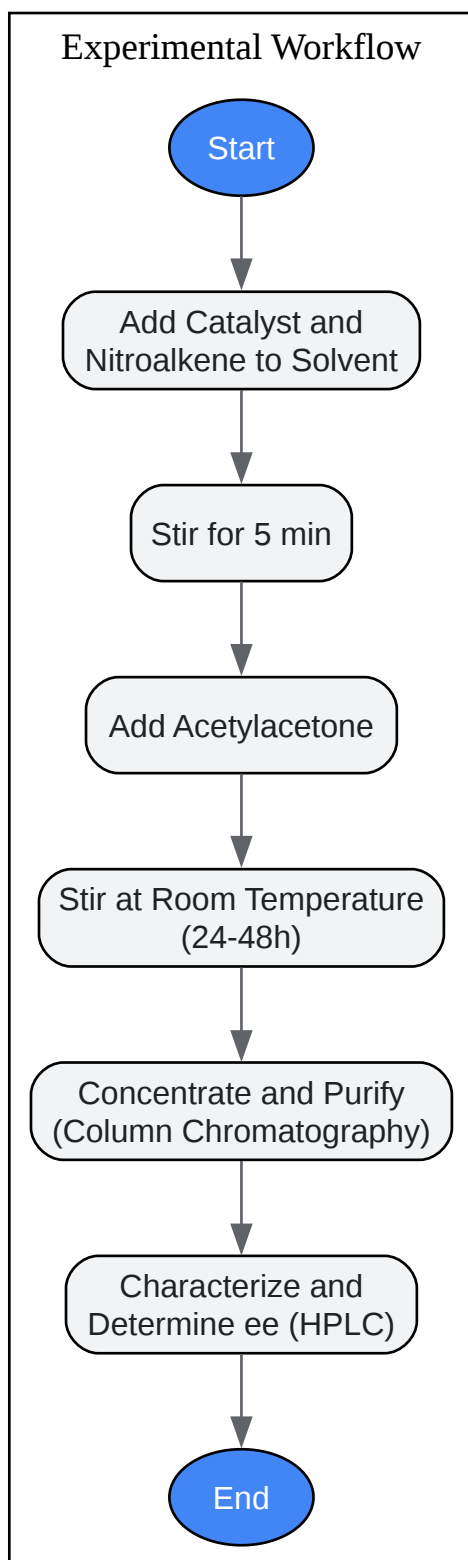 Experimental Workflow
Start
Add Catalyst and
Nitroalkene to Solvent
Stir for 5 min
Add Acetylacetone
Stir at Room Temperature
(24-48h)
Concentrate and Purify
(Column Chromatography)
Characterize and
Determine ee (HPLC)
End